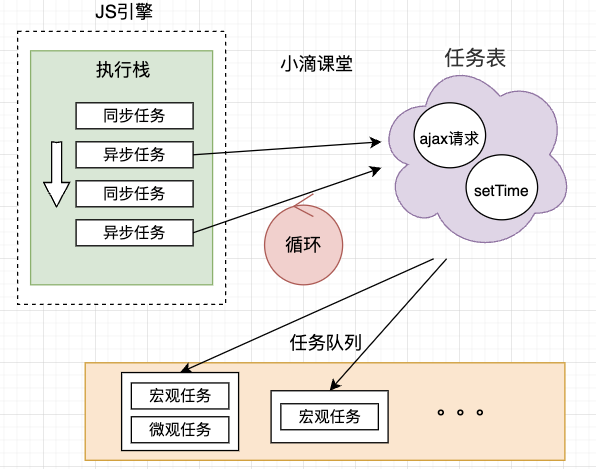 JS引擎
小滴课堂
任务表
执行栈
同步任务
异步任务
同步任务
异步任务
ajax请求
setTime
循环
任务队列
宏观任务
微观任务
宏观任务
。。。